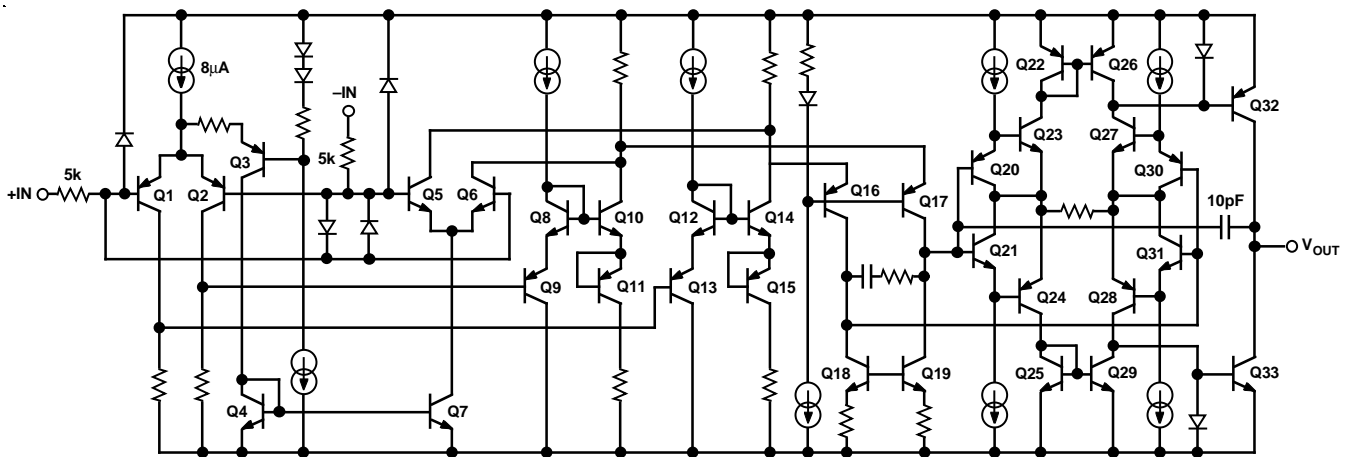 8µA
–IN
5k
5k
+IN
Q1
Q2
Q3
Q4
Q5
Q6
Q7
Q8
Q9
Q10
Q11
Q12
Q13
Q14
Q15
Q16
Q17
Q18
Q19
Q20
Q21
Q22
Q23
Q24
Q25
Q26
Q27
Q28
Q29
Q30
Q31
Q32
Q33
10pF
VOUT